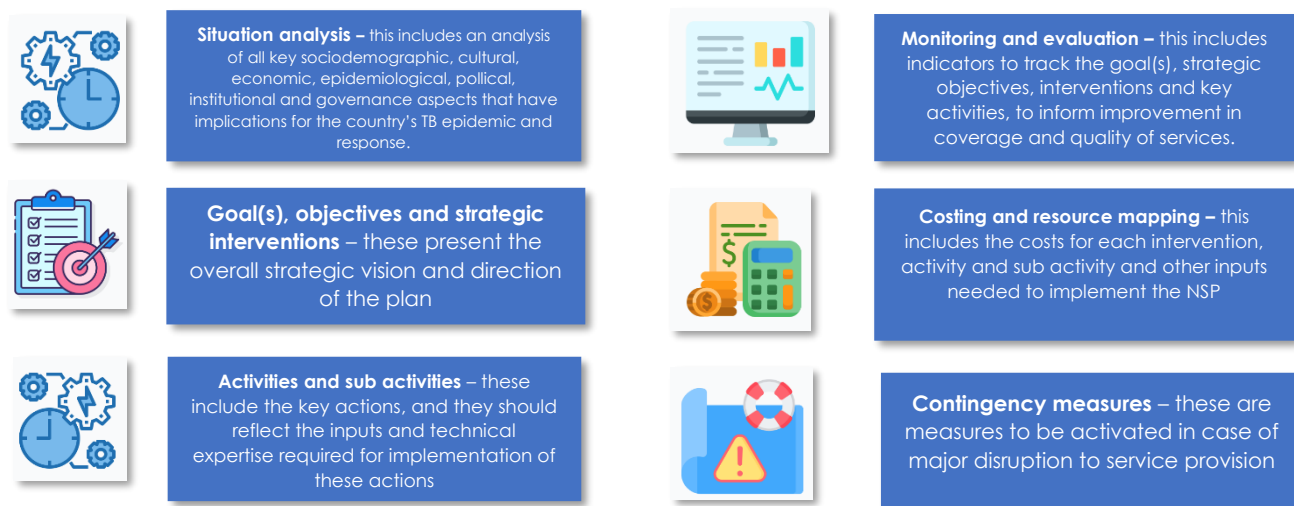 Situation analysis – this includes an analysis
of all key sociodemographic, cultural,
economic, epidemiological, pollical,
institutional and governance aspects that have
implications for the country's TB epidemic and
response.
Goal(s), objectives and strategic
interventions – these present the
overall strategic vision and direction
of the plan
Activities and sub activities – these
include the key actions, and they should
reflect the inputs and technical
expertise required for implementation of
these actions
Monitoring and evaluation – this includes
indicators to track the goal(s), strategic
objectives, interventions and key
activities, to inform improvement in
coverage and quality of services.
Costing and resource mapping – this
includes the costs for each intervention,
activity and sub activity and other inputs
needed to implement the NSP
Contingency measures – these are
measures to be activated in case of
major disruption to service provision